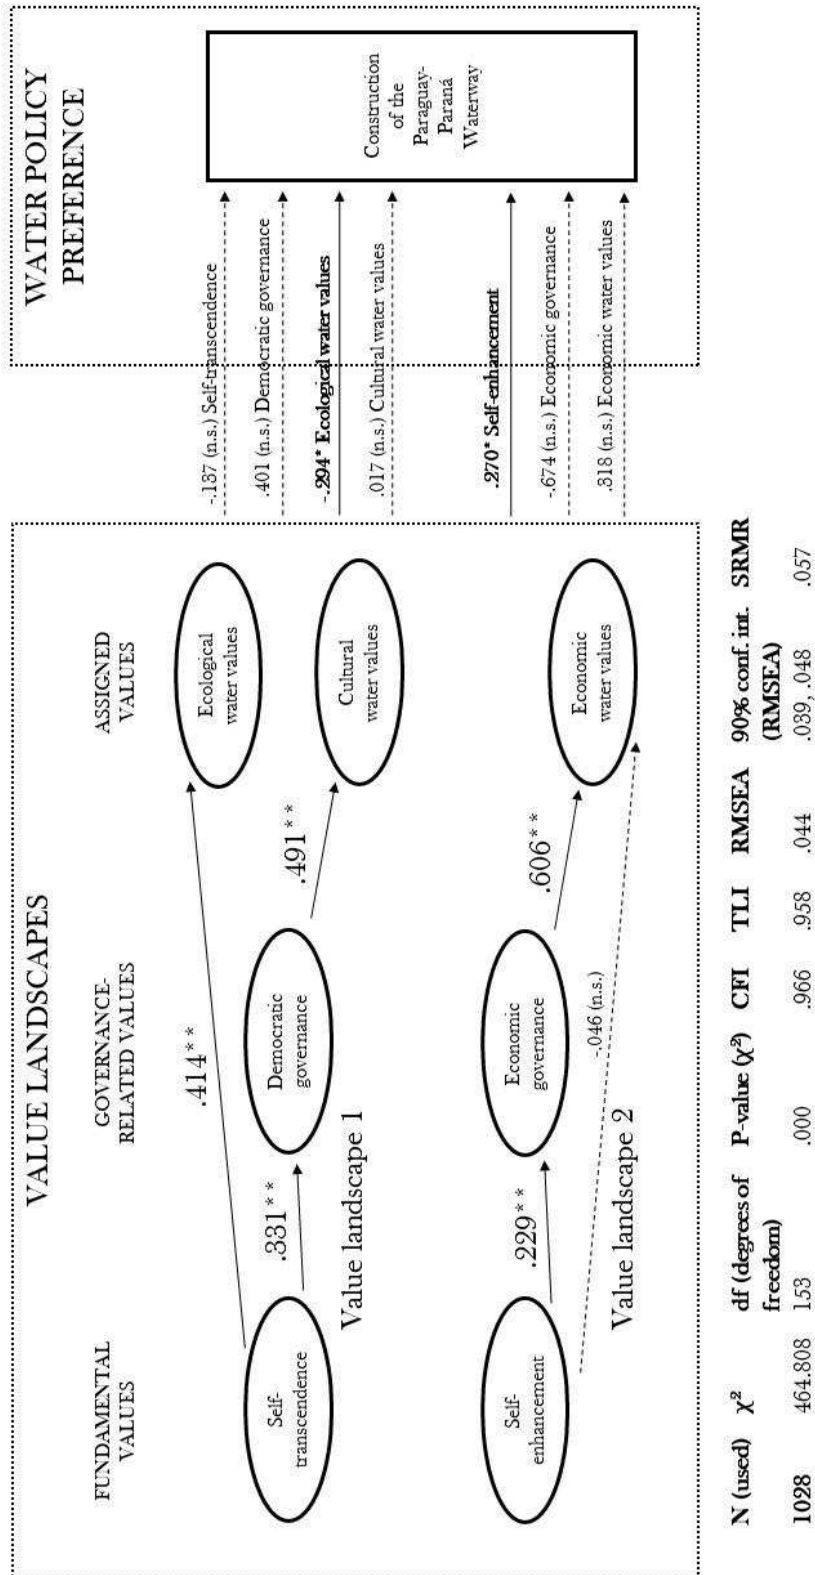 VALUE LANDSCAPES
FUNDAMENTAL
VALUES
GOVERNANCE-
RELATED VALUES
ASSIGNED
VALUES
Self-
transcendence
.331**
.414**
Democratic
governance
.491**
Ecological
water values
Cultural
water values
Value landscape 1
Self-
enhancement
.229**
Economic
governance
.606**
-.046 (n.s.)
Economic
water values
Value landscape 2
WATER POLICY
PREFERENCE
-.137 (n.s.) Self-transcendence
.401 (n.s.) Democratic governance
-.294* Ecological water values
.017 (n.s.) Cultural water values
.270* Self-enhancement
-.674 (n.s.) Economic governance
.318 (n.s.) Economic water values
Construction
of the
Paraguay-
Paraná
Waterway
N (used) χ² df (degrees of freedom) P-value (χ²) CFI TLI RMSEA 90% conf. int. (RMSEA) SRMR
1028 464.808 153 .000 .966 .958 .044 .039, .048 .057